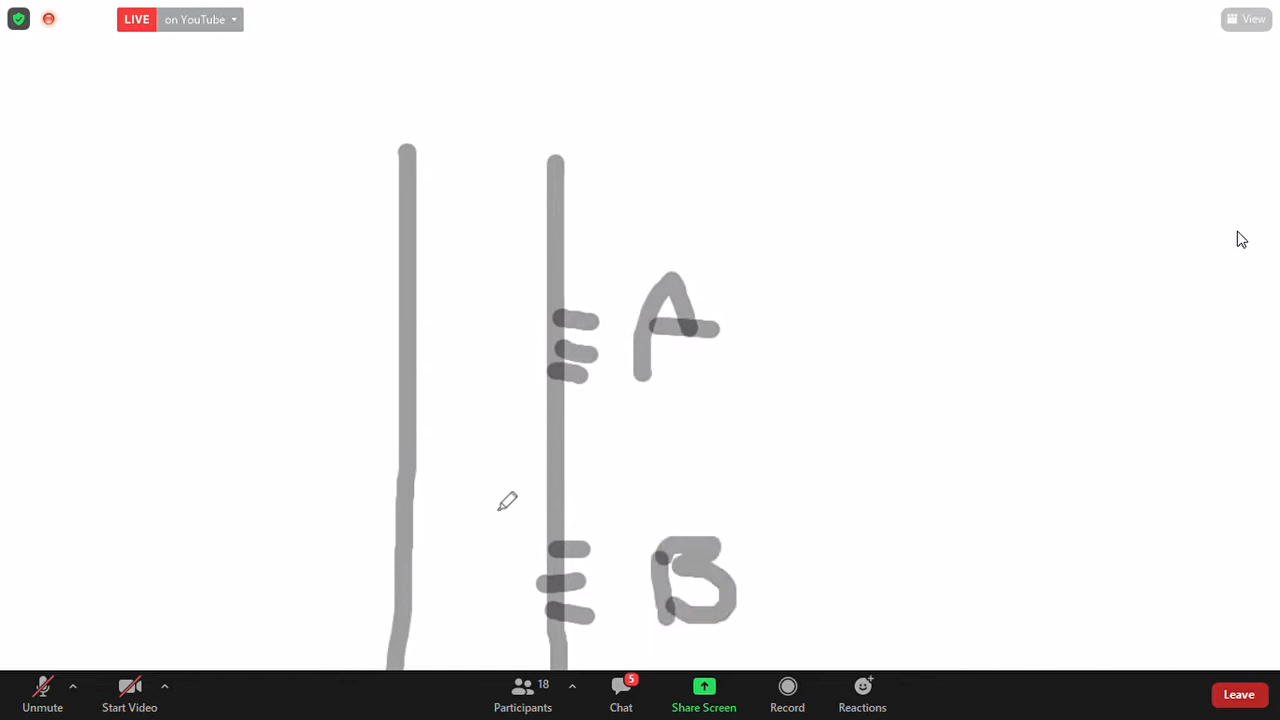 LIVE on YouTube
View
A
B
18
5
Unmute
Start Video
Participants
Chat
Share Screen
Record
Reactions
Leave